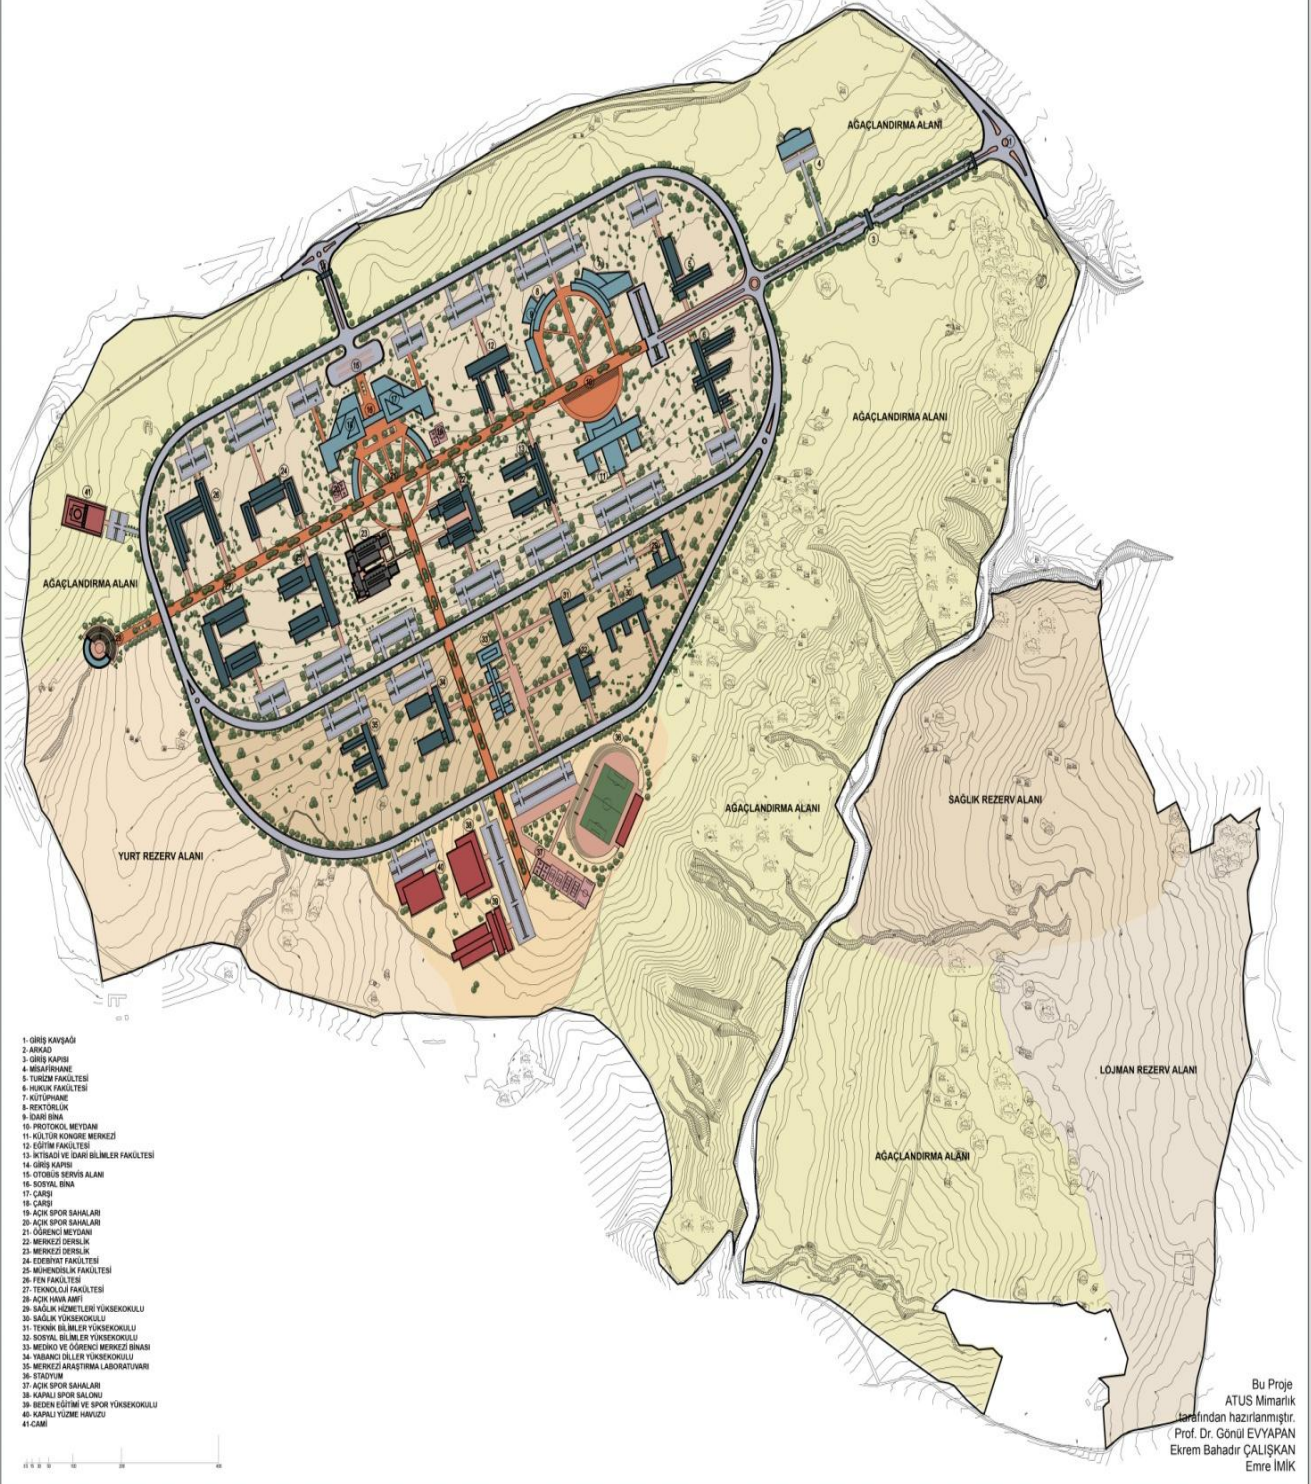 AĞAÇLANDIRMA ALANI
AĞAÇLANDIRMA ALANI
AĞAÇLANDIRMA ALANI
AĞAÇLANDIRMA ALANI
SAĞLIK REZERV ALANI
YURT REZERV ALANI
LOJMAN REZERV ALANI
AĞAÇLANDIRMA ALANI
1- GİRİŞ KAVŞAĞI
2- ARKAD
3- GİRİŞ KAPISI
4- MİSAFİRHANE
5- TURİZM FAKÜLTESİ
6- HUKUK FAKÜLTESİ
7- KÜTÜPHANE
8- REKTÖRLÜK
9- İDARİ BİNA
10- PROTOKOL MEYDANI
11- KÜLTÜR KONGRE MERKEZİ
12- EĞİTİM FAKÜLTESİ
13- İKTİSADİ VE İDARİ BİLİMLER FAKÜLTESİ
14- GİRİŞ KAPISI
15- OTOBÜS SERVİS ALANI
16- SOSYAL BİNA
17- ÇARŞI
18- ÇARŞI
19- AÇIK SPOR SAHALARI
20- AÇIK SPOR SAHALARI
21- ÖĞRENCİ MEYDANI
22- MERKEZİ DERSLİK
23- MERKEZİ DERSLİK
24- EDEBİYAT FAKÜLTESİ
25- MÜHENDİSLİK FAKÜLTESİ
26- FEN FAKÜLTESİ
27- TEKNOLOJİ FAKÜLTESİ
28- AÇIK HAVA AMFİ
29- SAĞLIK HİZMETLERİ YÜKSEKOKULU
30- SAĞLIK YÜKSEKOKULU
31- TEKNİK BİLİMLER YÜKSEKOKULU
32- SOSYAL BİLİMLER YÜKSEKOKULU
33- MEDİKO VE ÖĞRENCİ MERKEZİ BİNASI
34- YABANCI DİLLER YÜKSEKOKULU
35- MERKEZİ ARAŞTIRMA LABORATUVARI
36- STADYUM
37- AÇIK SPOR SAHALARI
38- KAPALI SPOR SALONU
39- BEDEN EĞİTİMİ VE SPOR YÜKSEKOKULU
40- KAPALI YÜZME HAVUZU
41-CAMİ
Bu Proje
ATUS Mimarlık
tarafından hazırlanmıştır.
Prof. Dr. Gönül EVYAPAN
Ekrem Bahadır ÇALIŞKAN
Emre İMİK